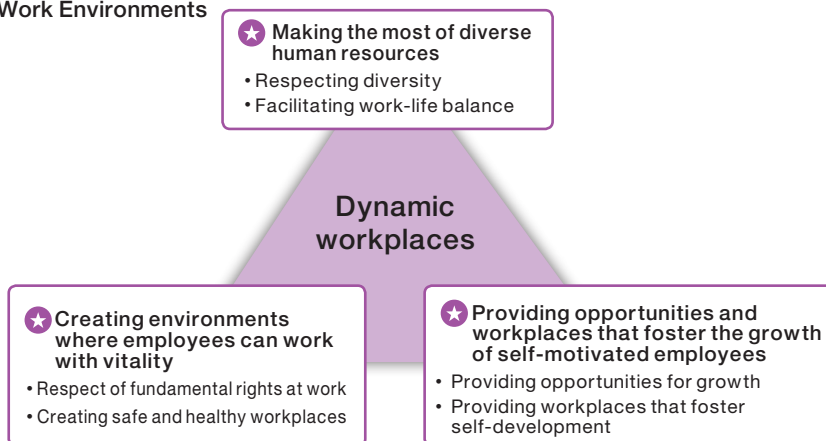 Work Environments
Making the most of diverse
human resources
• Respecting diversity
• Facilitating work-life balance
Dynamic
workplaces
Creating environments
where employees can work
with vitality
• Respect of fundamental rights at work
• Creating safe and healthy workplaces
Providing opportunities and
workplaces that foster the growth
of self-motivated employees
• Providing opportunities for growth
• Providing workplaces that foster
self-development